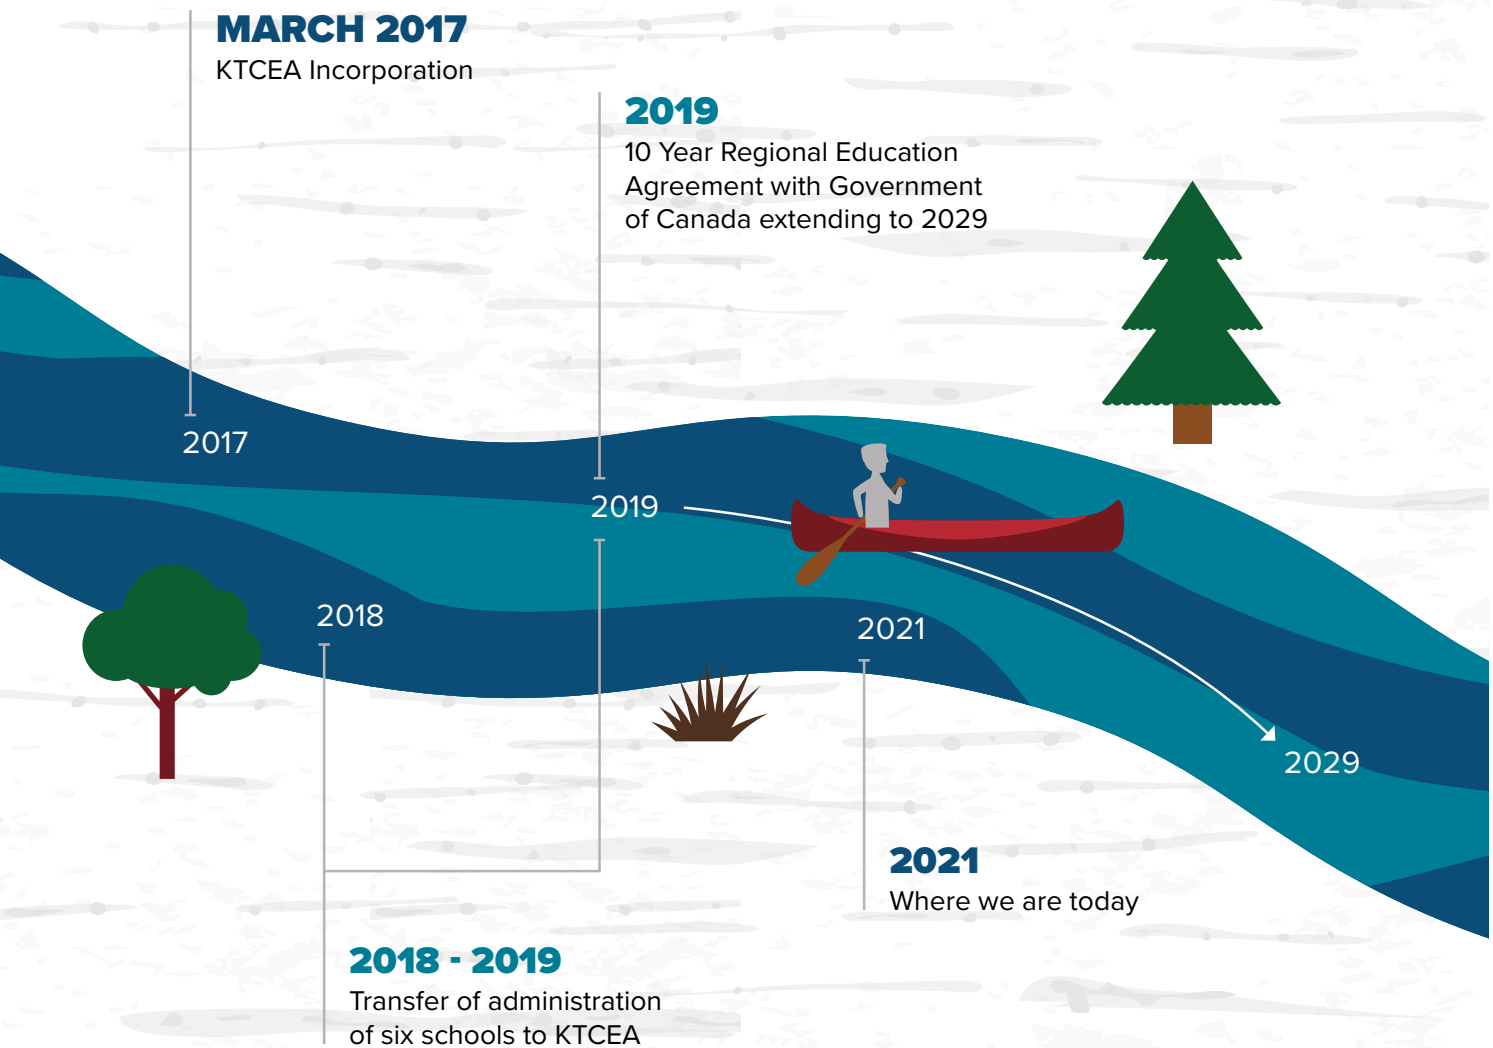 MARCH 2017
KTCEA Incorporation
2019
10 Year Regional Education
Agreement with Government
of Canada extending to 2029
2017
2019
2018
2021
2029
2021
Where we are today
2018 - 2019
Transfer of administration
of six schools to KTCEA